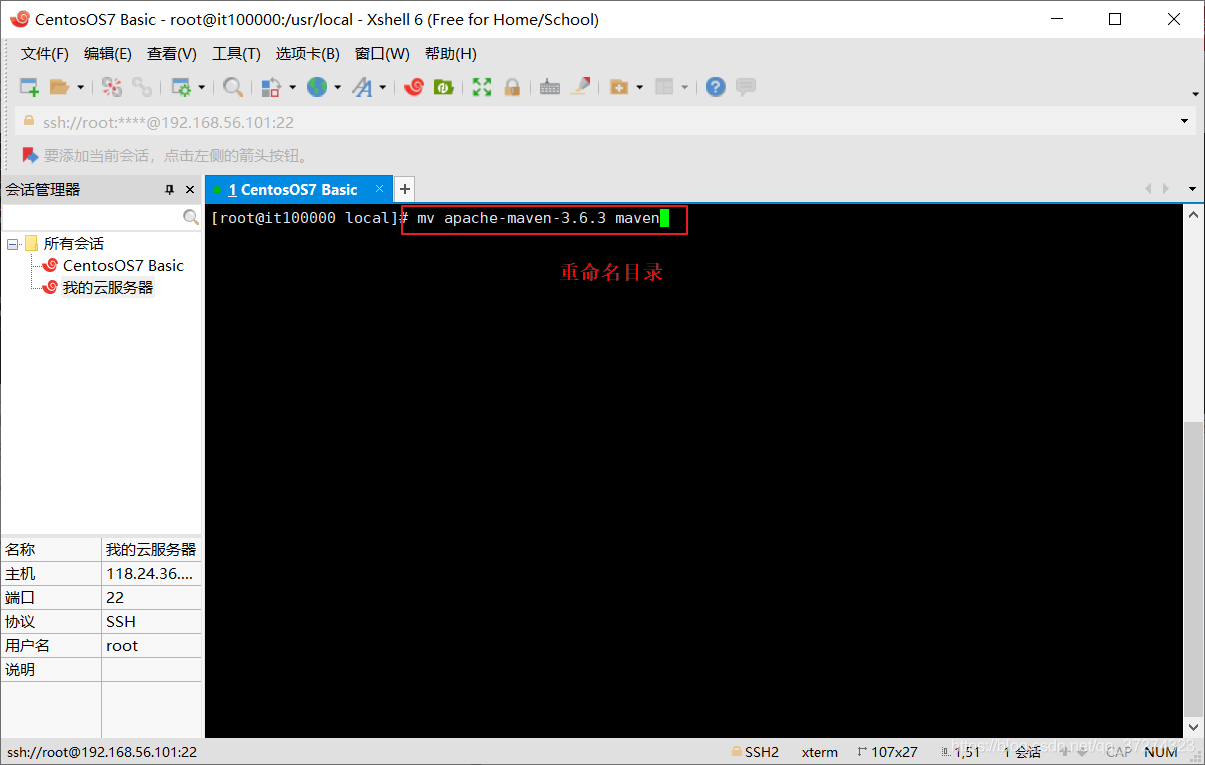 CentosOS7 Basic - root@it100000:/usr/local - Xshell 6 (Free for Home/School)
文件(F) 编辑(E) 查看(V) 工具(T) 选项卡(B) 窗口(W) 帮助(H)
ssh://root:****@192.168.56.101:22
要添加当前会话，点击左侧的箭头按钮。
会话管理器
1 CentosOS7 Basic
[root@it100000 local]# mv apache-maven-3.6.3 maven
重命名目录
所有会话
CentosOS7 Basic
我的云服务器
名称 我的云服务器
主机 118.24.36....
端口 22
协议 SSH
用户名 root
说明
ssh://root@192.168.56.101:22 SSH2 xterm 107x27 1,51 1 会话 CAP NUM